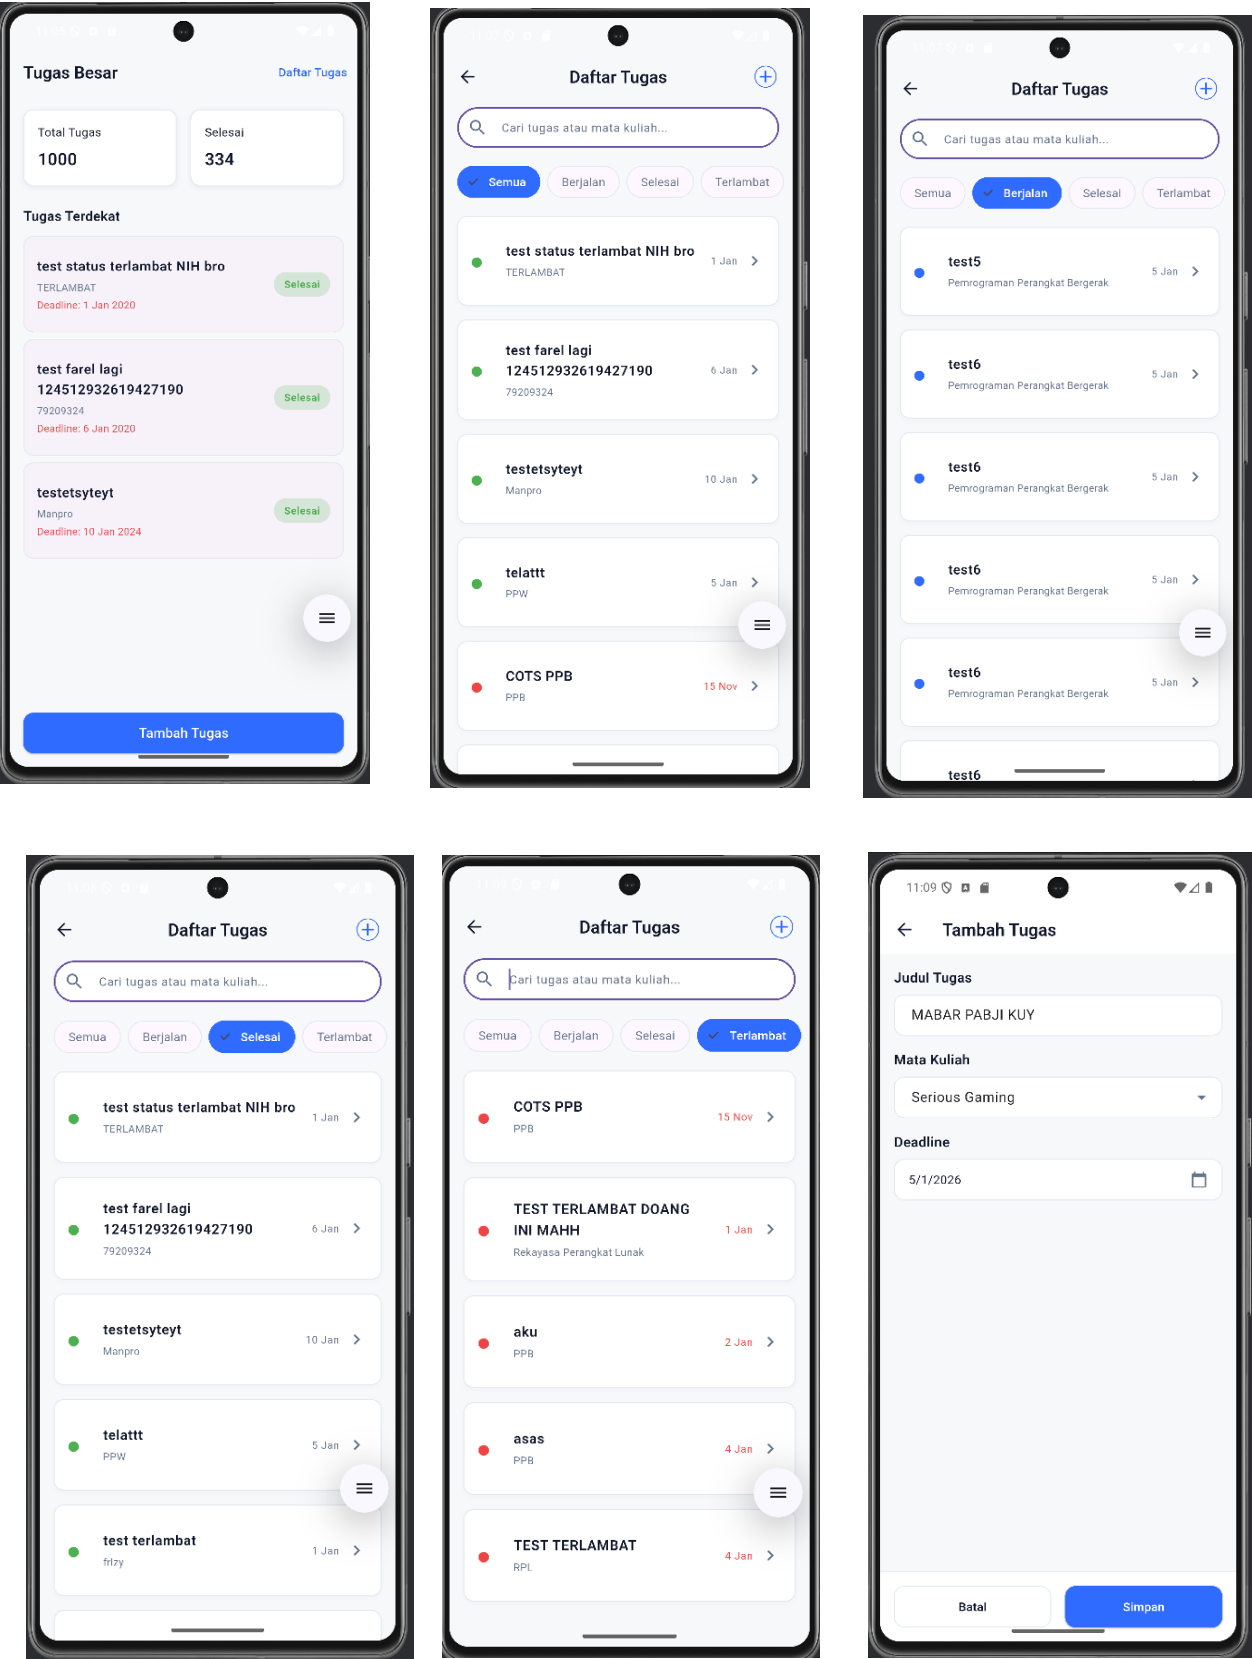 Tugas Besar
Daftar Tugas
Total Tugas
1000
Selesai
334
Tugas Terdekat
test status terlambat NIH bro
TERLAMBAT
Deadline: 1 Jan 2020
Selesai
test farel lagi
124512932619427190
79209324
Deadline: 6 Jan 2020
Selesai
testetsyteyt
Manpro
Deadline: 10 Jan 2024
Selesai
Tambah Tugas
Daftar Tugas
Cari tugas atau mata kuliah...
Semua
Berjalan
Selesai
Terlambat
test status terlambat NIH bro
TERLAMBAT
1 Jan
test farel lagi
124512932619427190
79209324
6 Jan
testetsyteyt
Manpro
10 Jan
telattt
PPW
5 Jan
COTS PPB
PPB
15 Nov
Daftar Tugas
Cari tugas atau mata kuliah...
Semua
Berjalan
Selesai
Terlambat
test5
Pemrograman Perangkat Bergerak
5 Jan
test6
Pemrograman Perangkat Bergerak
5 Jan
test6
Pemrograman Perangkat Bergerak
5 Jan
test6
Pemrograman Perangkat Bergerak
5 Jan
test6
Pemrograman Perangkat Bergerak
5 Jan
test6
Daftar Tugas
Cari tugas atau mata kuliah...
Semua
Berjalan
Selesai
Terlambat
test status terlambat NIH bro
TERLAMBAT
1 Jan
test farel lagi
124512932619427190
79209324
6 Jan
testetsyteyt
Manpro
10 Jan
telattt
PPW
5 Jan
test terlambat
frizy
1 Jan
Daftar Tugas
Cari tugas atau mata kuliah...
Semua
Berjalan
Selesai
Terlambat
COTS PPB
PPB
15 Nov
TEST TERLAMBAT DOANG
INI MAHH
Rekayasa Perangkat Lunak
1 Jan
aku
PPB
2 Jan
asas
PPB
4 Jan
TEST TERLAMBAT
RPL
4 Jan
11:09
Tambah Tugas
Judul Tugas
MABAR PABJI KUY
Mata Kuliah
Serious Gaming
Deadline
5/1/2026
Batal
Simpan